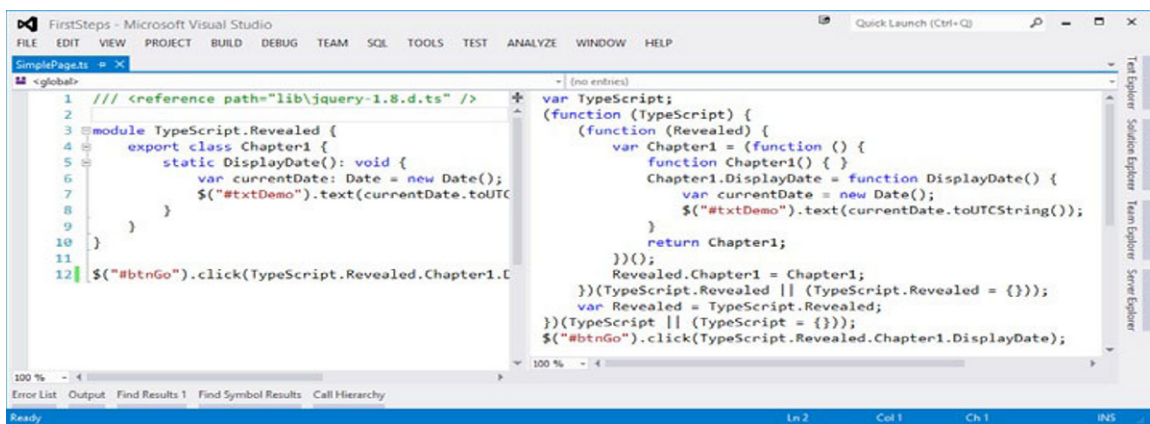 FirstSteps - Microsoft Visual Studio
Quick Launch (Ctrl+Q)
FILE EDIT VIEW PROJECT BUILD DEBUG TEAM SQL TOOLS TEST ANALYZE WINDOW HELP
SimplePage.ts
<global>
(no entries)
1 /// <reference path="lib\jquery-1.8.d.ts" />
2
3 module TypeScript.Revealed {
4 export class Chapter1 {
5 static DisplayDate(): void {
6 var currentDate: Date = new Date();
7 $("#txtDemo").text(currentDate.toUTC
8 }
9 }
10 }
11
12 $("#btnGo").click(TypeScript.Revealed.Chapter1.D
100 %
var TypeScript;
(function (TypeScript) {
(function (Revealed) {
var Chapter1 = (function () {
function Chapter1() { }
Chapter1.DisplayDate = function DisplayDate() {
var currentDate = new Date();
$("#txtDemo").text(currentDate.toUTCString());
}
return Chapter1;
})();
Revealed.Chapter1 = Chapter1;
})(TypeScript.Revealed || (TypeScript.Revealed = {}));
var Revealed = TypeScript.Revealed;
})(TypeScript || (TypeScript = {}));
$("#btnGo").click(TypeScript.Revealed.Chapter1.DisplayDate);
100 %
Test Explorer
Solution Explorer
Team Explorer
Server Explorer
Error List Output Find Results 1 Find Symbol Results Call Hierarchy
Ready Ln 2 Col 1 Ch 1 INS